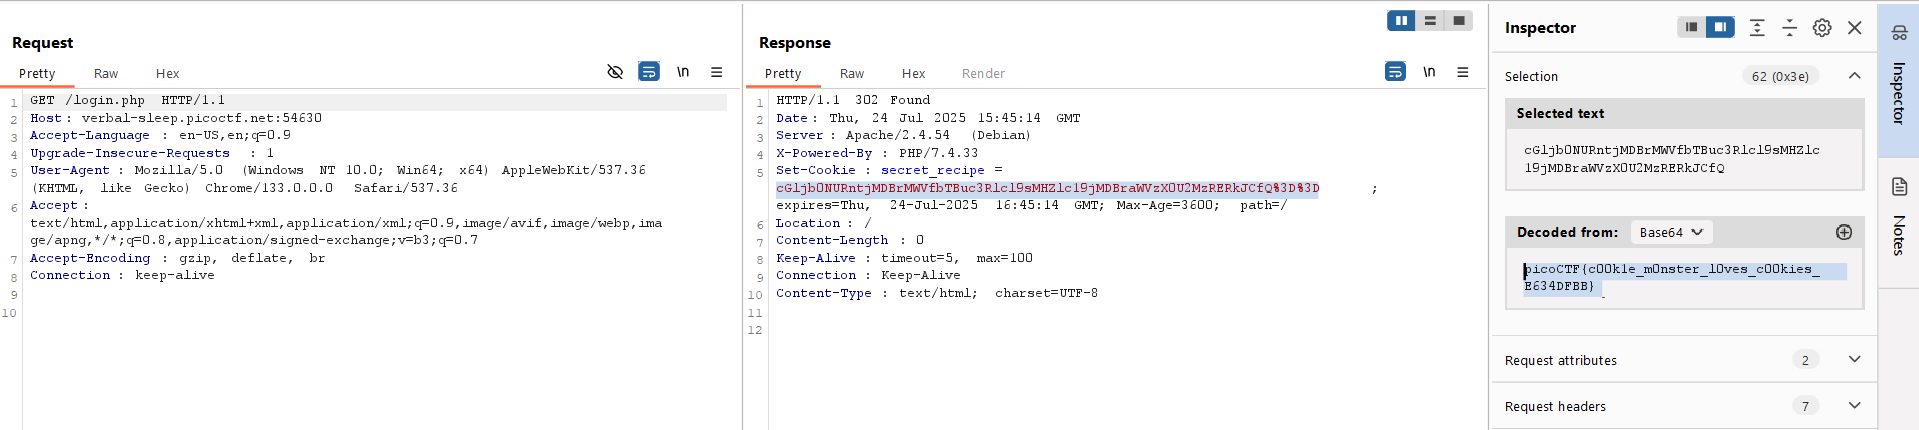 Request
Pretty Raw Hex \n
1 GET /login.php HTTP/1.1
2 Host : verbal-sleep.picoctf.net:54630
3 Accept-Language : en-US,en;q=0.9
4 Upgrade-Insecure-Requests : 1
5 User-Agent : Mozilla/5.0 (Windows NT 10.0; Win64; x64) AppleWebKit/537.36
(KHTML, like Gecko) Chrome/133.0.0.0 Safari/537.36
6 Accept :
text/html,application/xhtml+xml,application/xml;q=0.9,image/avif,image/webp,ima
ge/apng,*/*;q=0.8,application/signed-exchange;v=b3;q=0.7
7 Accept-Encoding : gzip, deflate, br
8 Connection : keep-alive
9
10
Response
Pretty Raw Hex Render \n
1 HTTP/1.1 302 Found
2 Date : Thu, 24 Jul 2025 15:45:14 GMT
3 Server : Apache/2.4.54 (Debian)
4 X-Powered-By : PHP/7.4.33
5 Set-Cookie : secret_recipe =
cGljb0NURntjMDBrMWVfbTBuc3Rlcl9sMHZlc19jMDBraWVzX0U2MzRERkJCfQ%3D%3D ;
expires=Thu, 24-Jul-2025 16:45:14 GMT; Max-Age=3600; path=/
6 Location : /
7 Content-Length : 0
8 Keep-Alive : timeout=5, max=100
9 Connection : Keep-Alive
10 Content-Type : text/html; charset=UTF-8
11
12
Inspector
Selection 62 (0x3e)
Selected text
cGljb0NURntjMDBrMWVfbTBuc3Rlcl9sMHZlc
19jMDBraWVzX0U2MzRERkJCfQ
Decoded from: Base64
picoCTF{c00k1e_m0nster_l0ves_c00kies_
E634DFBB}
Request attributes 2
Request headers 7
Inspector
Notes